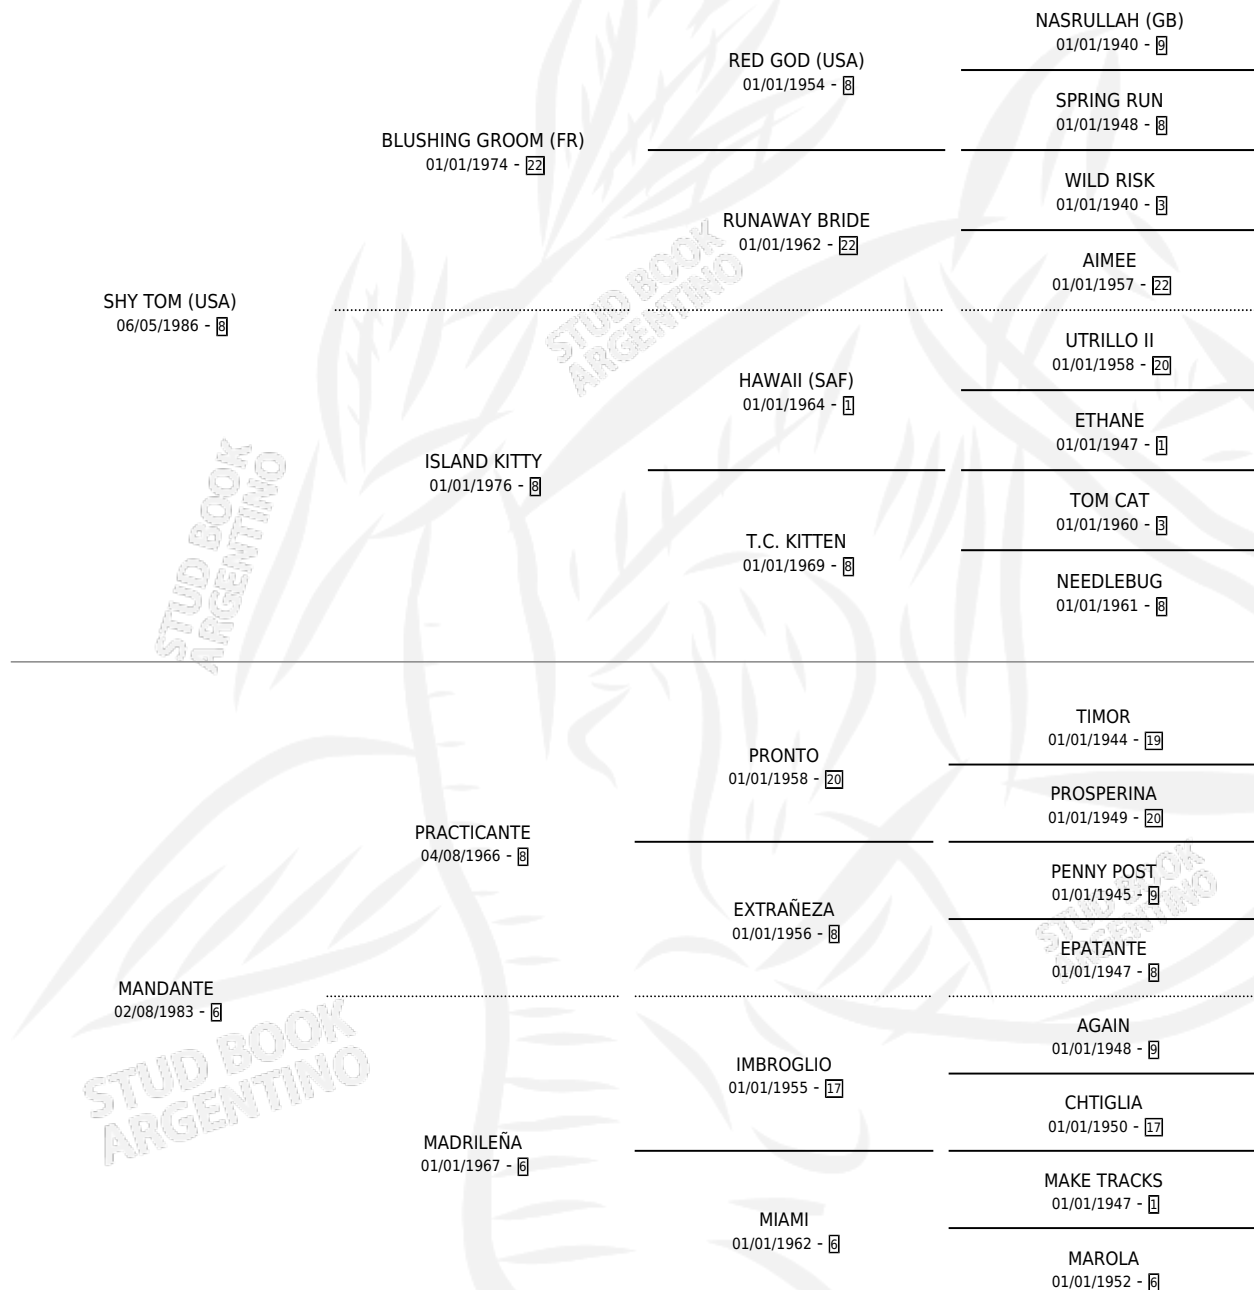 NASRULLAH (GB)
01/01/1940 - 9
RED GOD (USA)
01/01/1954 - 8
SPRING RUN
01/01/1948 - 8
BLUSHING GROOM (FR)
01/01/1974 - 22
WILD RISK
01/01/1940 - 3
RUNAWAY BRIDE
01/01/1962 - 22
AIMEE
01/01/1957 - 22
SHY TOM (USA)
06/05/1986 - 8
UTRILLO II
01/01/1958 - 20
HAWAII (SAF)
01/01/1964 - 1
ETHANE
01/01/1947 - 1
ISLAND KITTY
01/01/1976 - 8
TOM CAT
01/01/1960 - 3
T.C. KITTEN
01/01/1969 - 8
NEEDLEBUG
01/01/1961 - 8
TIMOR
01/01/1944 - 19
PRONTO
01/01/1958 - 20
PROSPERINA
01/01/1949 - 20
PRACTICANTE
04/08/1966 - 8
PENNY POST
01/01/1945 - 9
EXTRAÑEZA
01/01/1956 - 8
EPATANTE
01/01/1947 - 8
MANDANTE
02/08/1983 - 6
AGAIN
01/01/1948 - 9
IMBROGLIO
01/01/1955 - 17
CHTIGLIA
01/01/1950 - 17
MADRILEÑA
01/01/1967 - 6
MAKE TRACKS
01/01/1947 - 1
MIAMI
01/01/1962 - 6
MAROLA
01/01/1952 - 6
STUD BOOK
ARGENTINO
STUD BOOK
ARGENTINO
STUD BOOK
ARGENTINO
STUD BOOK
ARGENTINO